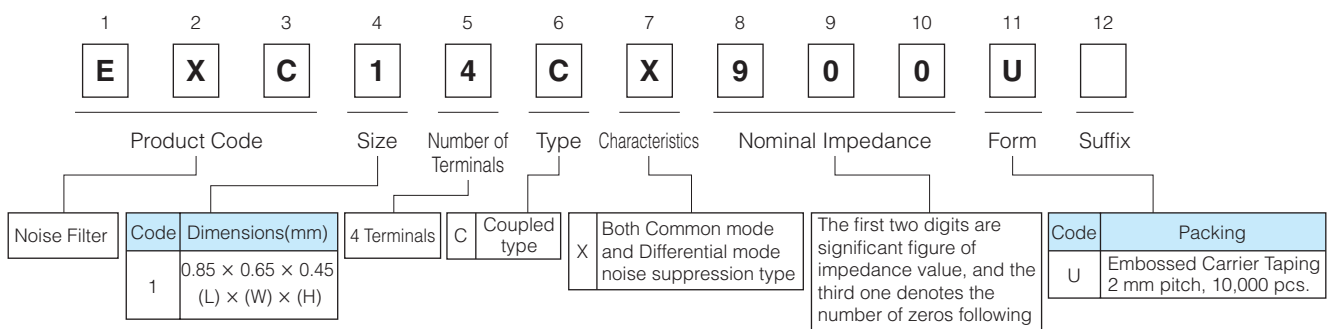 1 2 3 4 5 6 7 8 9 10 11 12
E X C 1 4 C X 9 0 0 U
Product Code Size Number of Terminals Type Characteristics Nominal Impedance Form Suffix
Noise Filter
Code Dimensions(mm)
1 0.85 × 0.65 × 0.45
(L) × (W) × (H)
4 Terminals
C Coupled
type
X Both Common mode
and Differential mode
noise suppression type
The first two digits are
significant figure of
impedance value, and the
third one denotes the
number of zeros following
Code Packing
U Embossed Carrier Taping
2 mm pitch, 10,000 pcs.